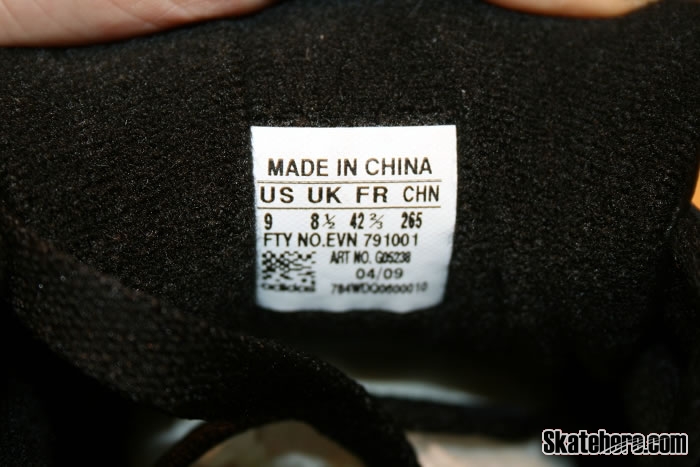 MADE IN CHINA
US UK FR CHN
9 8½ 42⅔ 265
FTY NO.EVN 791001
ART NO. G05238
04/09
adidas 784WDQ0600010
Skatehere.com